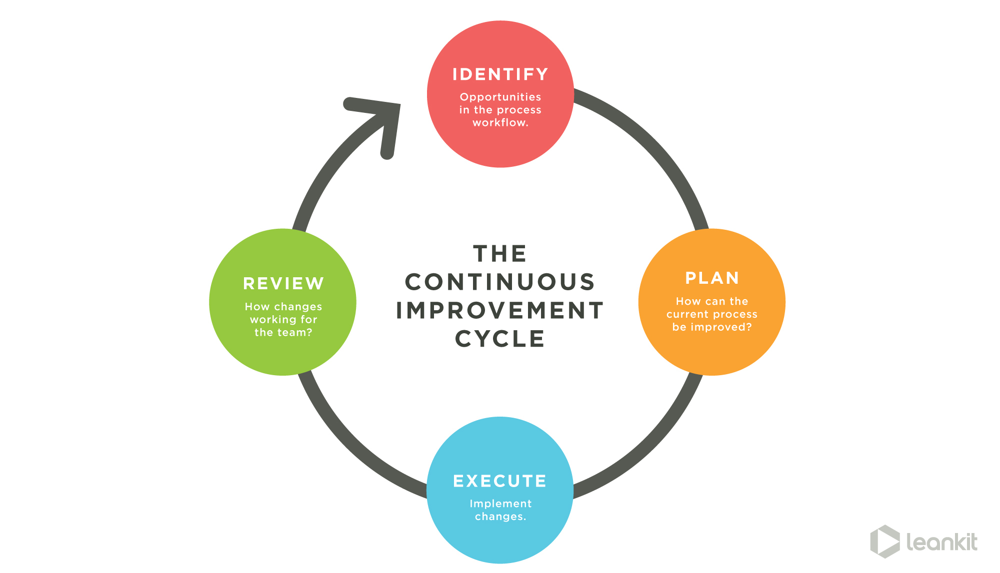 IDENTIFY
Opportunities
in the process
workflow.
THE
CONTINUOUS
IMPROVEMENT
CYCLE
PLAN
How can the
current process
be improved?
EXECUTE
Implement
changes.
REVIEW
How changes
working for
the team?
leankit